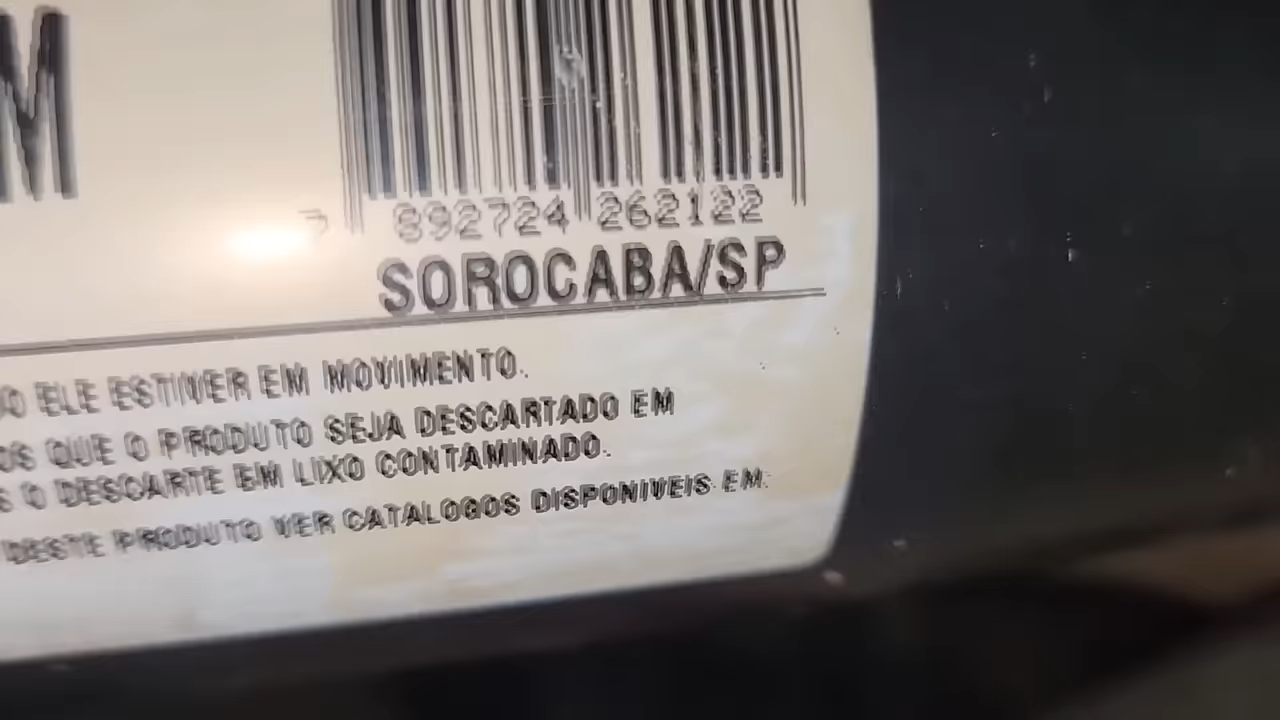 M
7 892724 262122
SOROCABA/SP
ELE ESTIVER EM MOVIMENTO.
QUE O PRODUTO SEJA DESCARTADO EM
O DESCARTE EM LIXO CONTAMINADO.
DESTE PRODUTO VER CATALOGOS DISPONIVEIS EM: